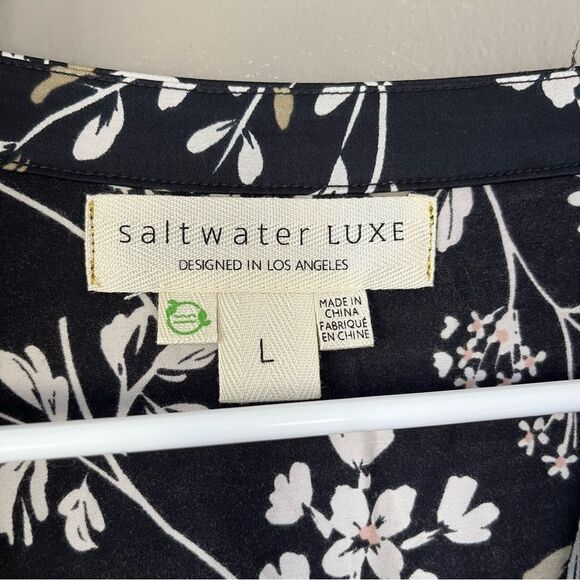 saltwater LUXE
DESIGNED IN LOS ANGELES
L
MADE IN
CHINA
FABRIQUÉ
EN CHINE